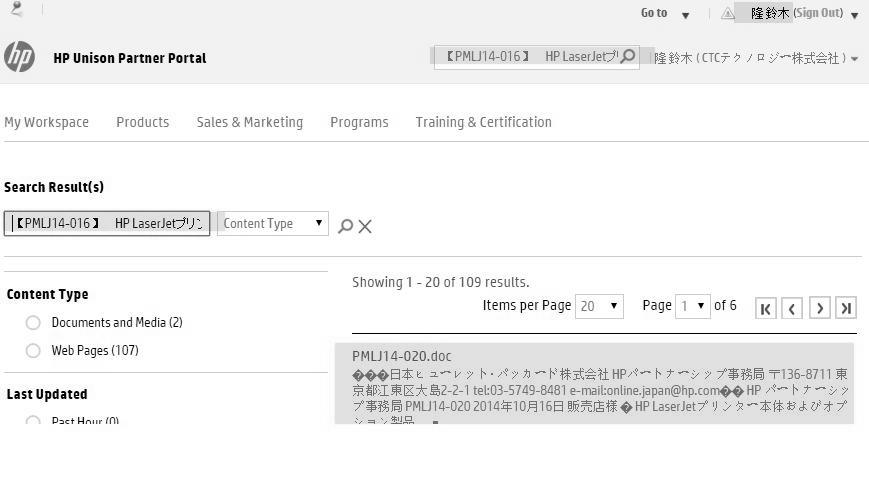 Go to
隆 鈴木 (Sign Out)
hp
HP Unison Partner Portal
【PMLJ14-016】 HP LaserJetプリ
隆 鈴木 ( CTCテクノロジー株式会社 )
My Workspace Products Sales & Marketing Programs Training & Certification
Search Result(s)
【PMLJ14-016】 HP LaserJetプリン
Content Type
Showing 1 - 20 of 109 results.
Items per Page 20 Page 1 of 6
Content Type
Documents and Media (2)
Web Pages (107)
Last Updated
Past Hour (0)
PMLJ14-020.doc
���日本ヒューレット・パッカード株式会社 HPパートナーシップ事務局 〒136-8711 東
京都江東区大島2-2-1 tel:03-5749-8481 e-mail:online.japan@hp.com�� HP パートナーシッ
プ事務局 PMLJ14-020 2014年10月16日 販売店様 � HP LaserJetプリンター本体およびオプ
ション製品